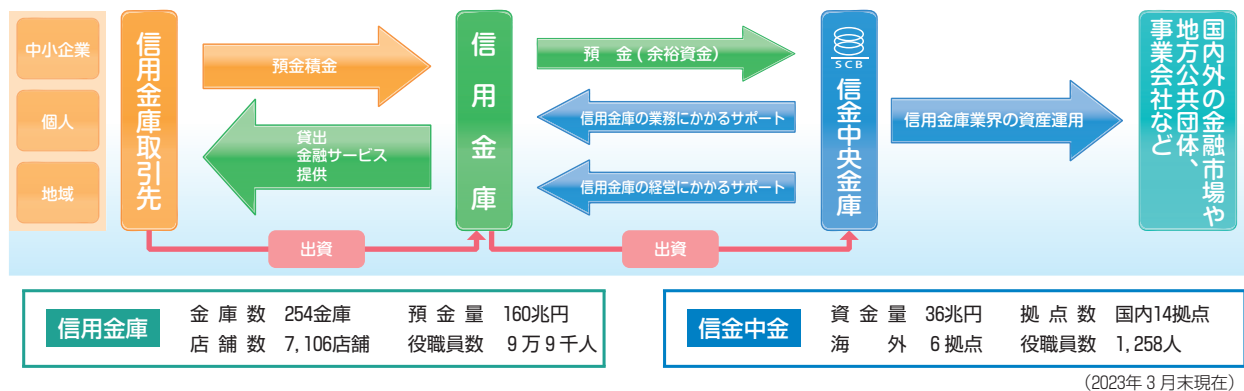 中小企業
個人
地域
信用金庫取引先
預金積金
貸出
金融サービス
提供
信用金庫
預 金(余裕資金)
信用金庫の業務にかかるサポート
信用金庫の経営にかかるサポート
SCB
信金中央金庫
信用金庫業界の資産運用
国内外の金融市場や
地方公共団体、
事業会社など
出資
出資
信用金庫
金庫数 254金庫 預金量 160兆円
店舗数 7,106店舗 役職員数 9万9千人
信金中金
資金量 36兆円 拠点数 国内14拠点
海外 6拠点 役職員数 1,258人
(2023年3月末現在)